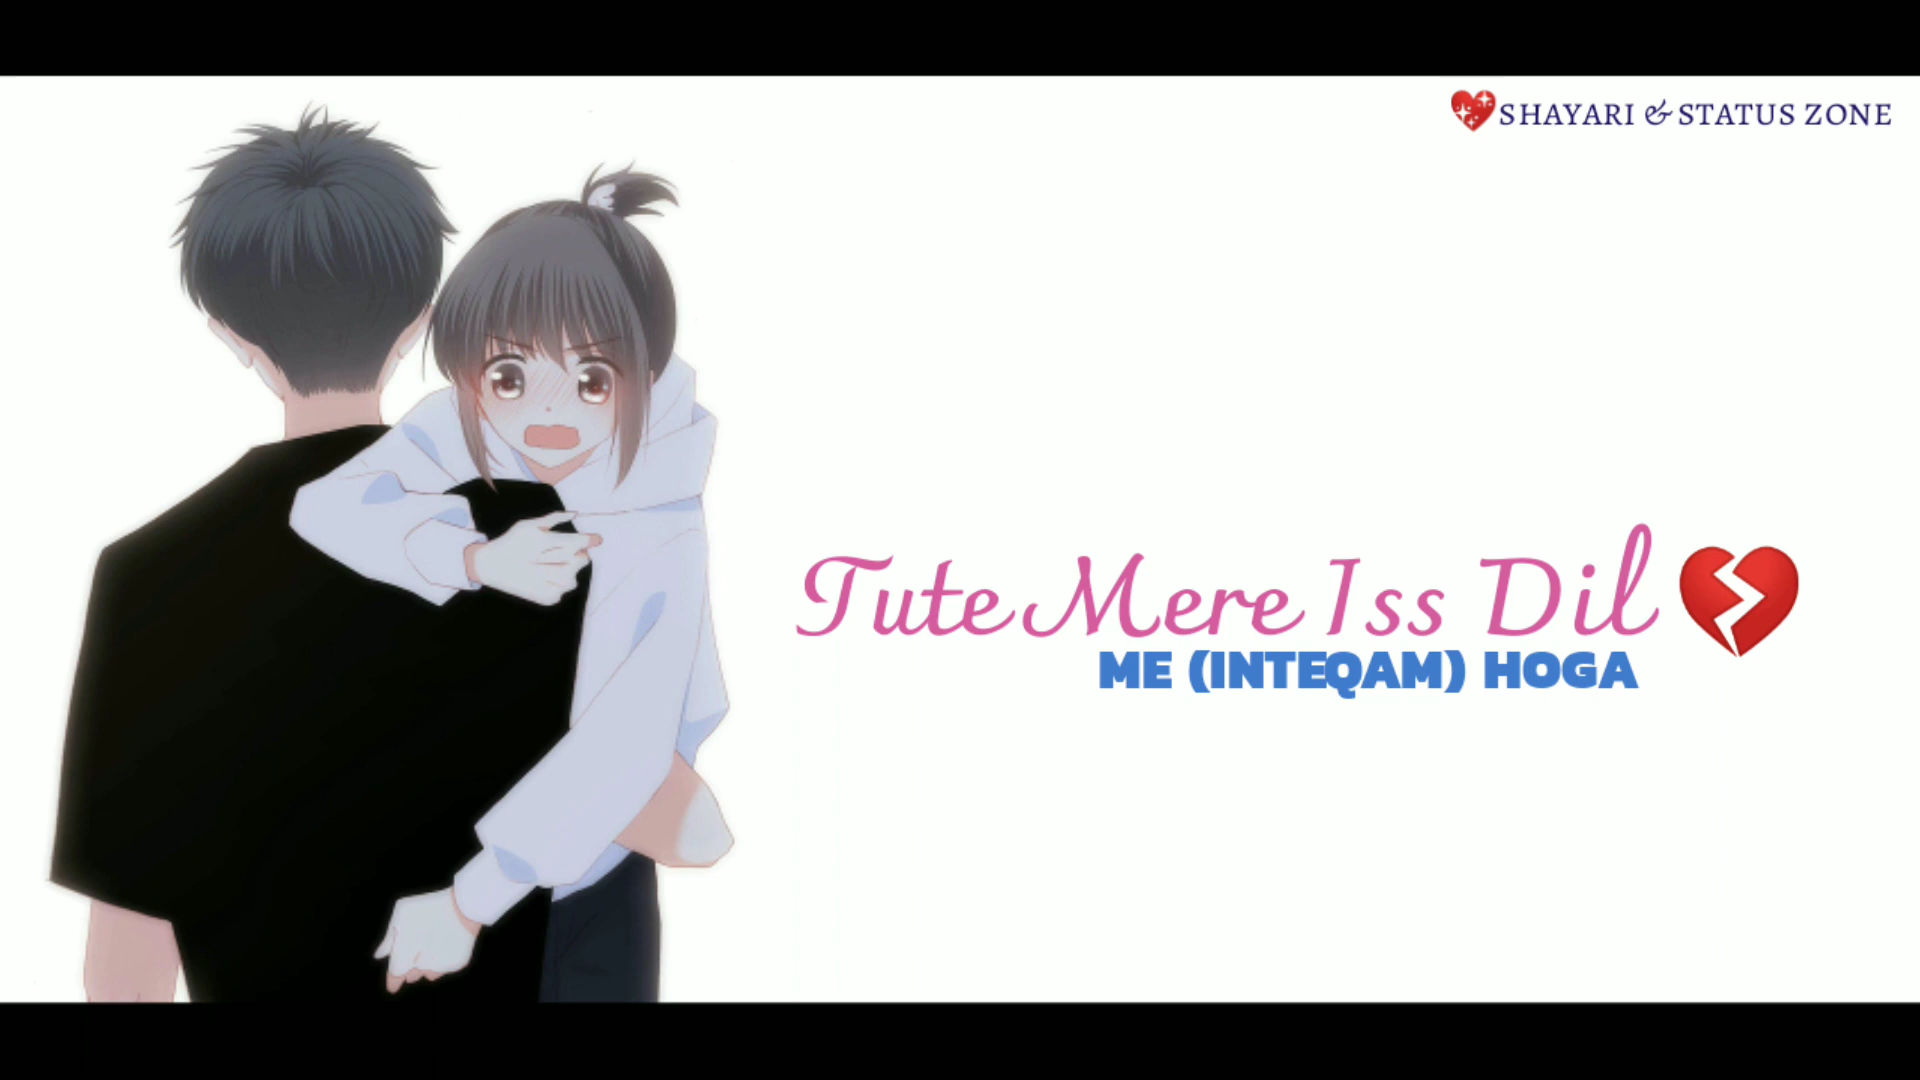 💖SHAYARI & STATUS ZONE
Tute Mere Iss Dil 💔
ME (INTEQAM) HOGA